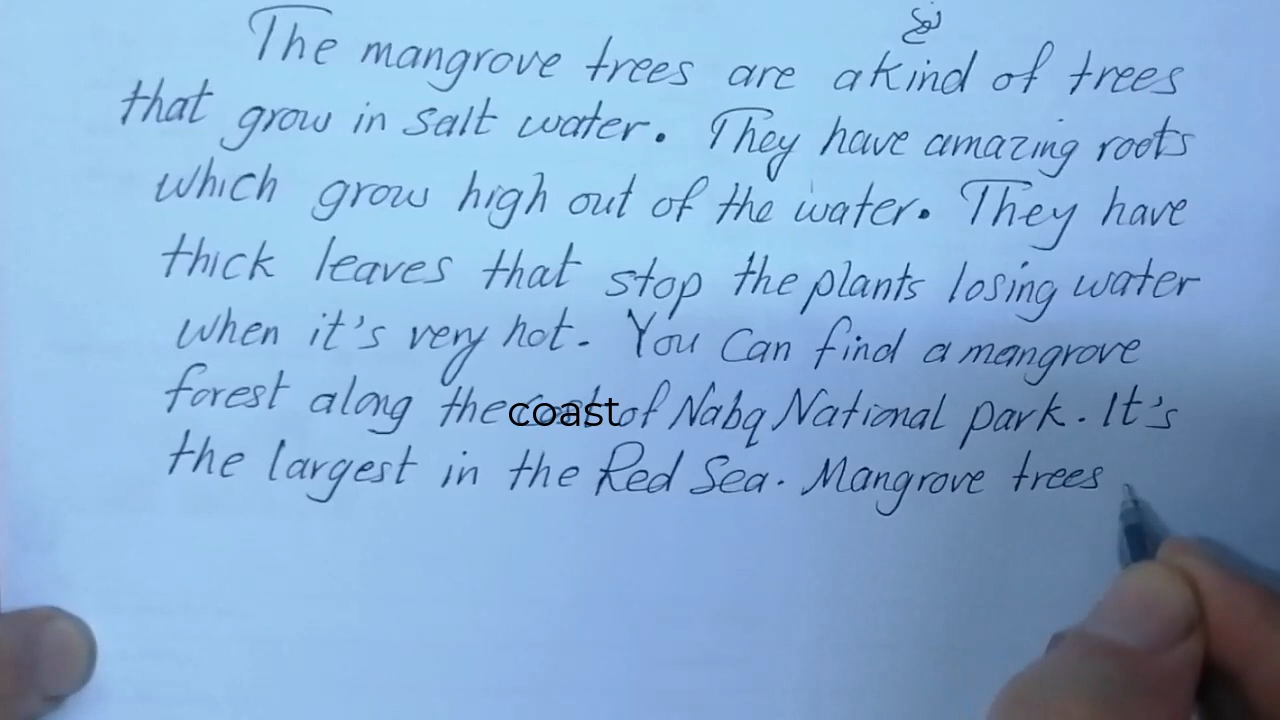 نوع
The mangrove trees are a kind of trees
that grow in salt water. They have amazing roots
which grow high out of the water. They have
thick leaves that stop the plants losing water
when it's very hot. You can find a mangrove
forest along the coast of Nabq National park. It's
the largest in the Red Sea. Mangrove trees